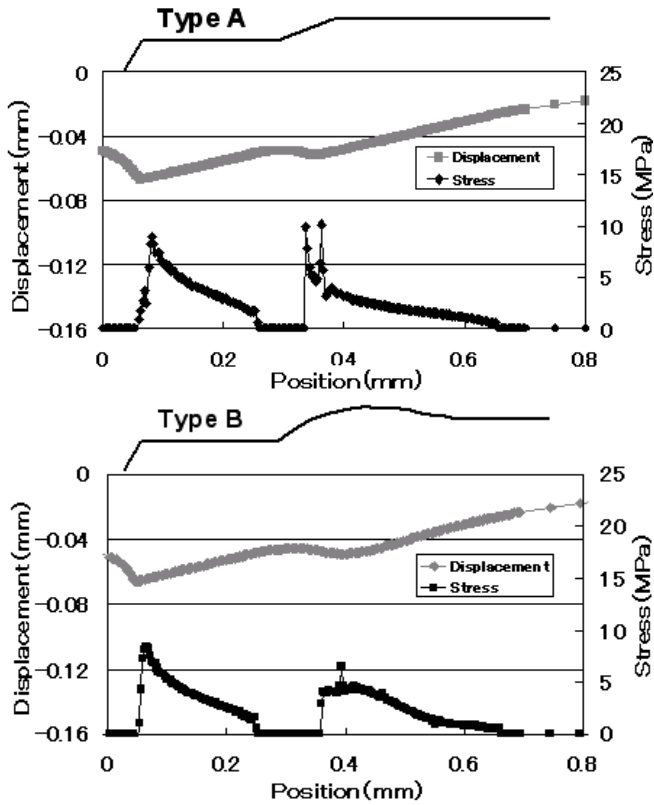 Type A
0
-0.04
-0.08
-0.12
-0.16
Displacement (mm)
25
20
15
10
5
0
Stress (MPa)
Displacement
Stress
0 0.2 0.4 0.6 0.8
Position (mm)
Type B
0
-0.04
-0.08
-0.12
-0.16
Displacement (mm)
25
20
15
10
5
0
Stress (MPa)
Displacement
Stress
0 0.2 0.4 0.6 0.8
Position (mm)